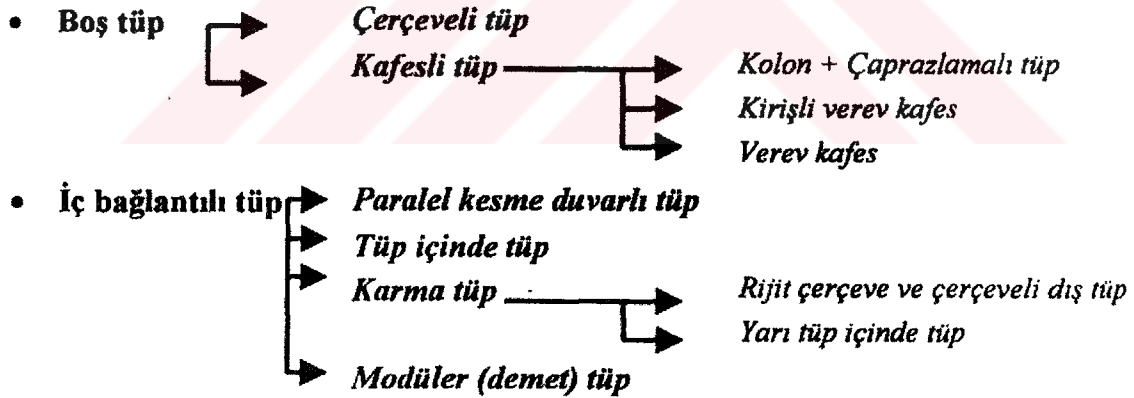 • Boş tüp
Çerçeveli tüp
Kafesli tüp
Kolon + Çaprazlamalı tüp
Kirişli verev kafes
Verev kafes
• İç bağlantılı tüp
Paralel kesme duvarlı tüp
Tüp içinde tüp
Karma tüp
Rijit çerçeve ve çerçeveli dış tüp
Yarı tüp içinde tüp
Modüler (demet) tüp